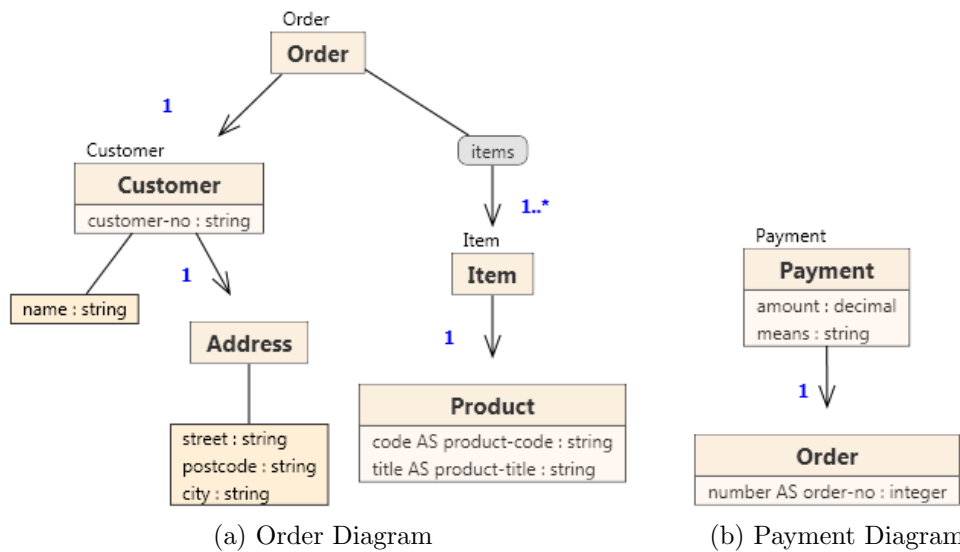 Order
Order
1
items
Customer
Customer
customer-no : string
1..*
Item
Item
1
name : string
Address
1
Product
code AS product-code : string
title AS product-title : string
street : string
postcode : string
city : string
(a) Order Diagram
Payment
Payment
amount : decimal
means : string
1
Order
number AS order-no : integer
(b) Payment Diagram